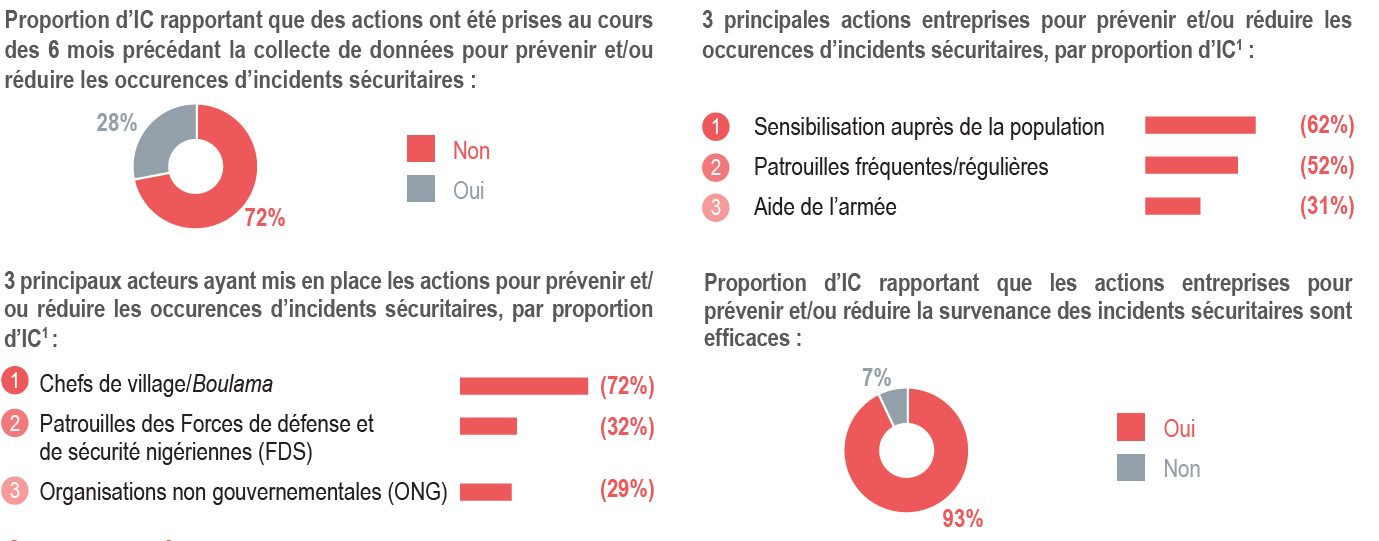 Proportion d’IC rapportant que des actions ont été prises au cours
des 6 mois précédant la collecte de données pour prévenir et/ou
réduire les occurences d’incidents sécuritaires :
28%
72%
Non
Oui
3 principales actions entreprises pour prévenir et/ou réduire les
occurences d’incidents sécuritaires, par proportion d’IC¹ :
1 Sensibilisation auprès de la population (62%)
2 Patrouilles fréquentes/régulières (52%)
3 Aide de l’armée (31%)
3 principaux acteurs ayant mis en place les actions pour prévenir et/
ou réduire les occurences d’incidents sécuritaires, par proportion
d’IC¹ :
1 Chefs de village/Boulama (72%)
2 Patrouilles des Forces de défense et (32%)
de sécurité nigériennes (FDS)
3 Organisations non gouvernementales (ONG) (29%)
Proportion d’IC rapportant que les actions entreprises pour
prévenir et/ou réduire la survenance des incidents sécuritaires sont
efficaces :
7%
93%
Oui
Non